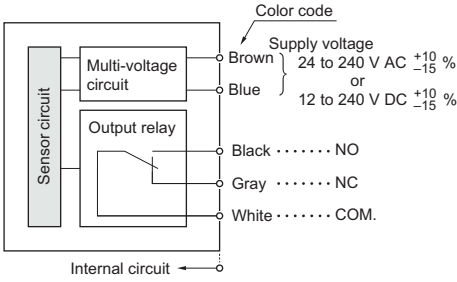 Color code
Supply voltage
Brown
24 to 240 V AC +10 –15 %
or
Blue
12 to 240 V DC +10 –15 %
Multi-voltage
circuit
Sensor circuit
Output relay
Black ······· NO
Gray ······· NC
White ······· COM.
Internal circuit